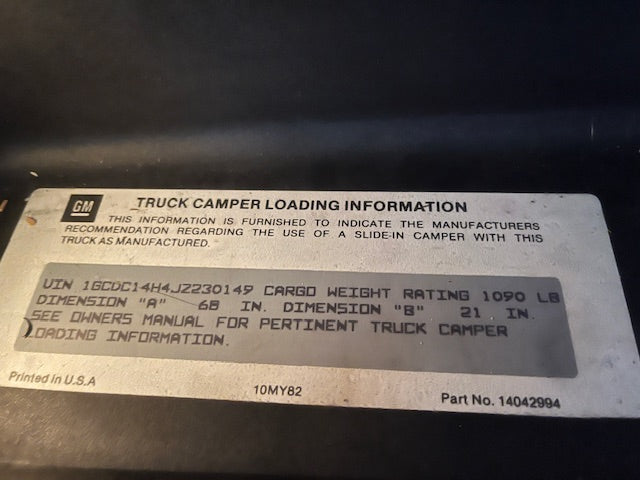 GM
TRUCK CAMPER LOADING INFORMATION
THIS INFORMATION IS FURNISHED TO INDICATE THE MANUFACTURERS
RECOMMENDATION REGARDING THE USE OF A SLIDE-IN CAMPER WITH THIS
TRUCK AS MANUFACTURED.
VIN 1GCDC14H4JZ230149 CARGO WEIGHT RATING 1090 LB
DIMENSION "A" 68 IN. DIMENSION "B" 21 IN.
SEE OWNERS MANUAL FOR PERTINENT TRUCK CAMPER
LOADING INFORMATION.
Printed in U.S.A
10MY82
Part No. 14042994